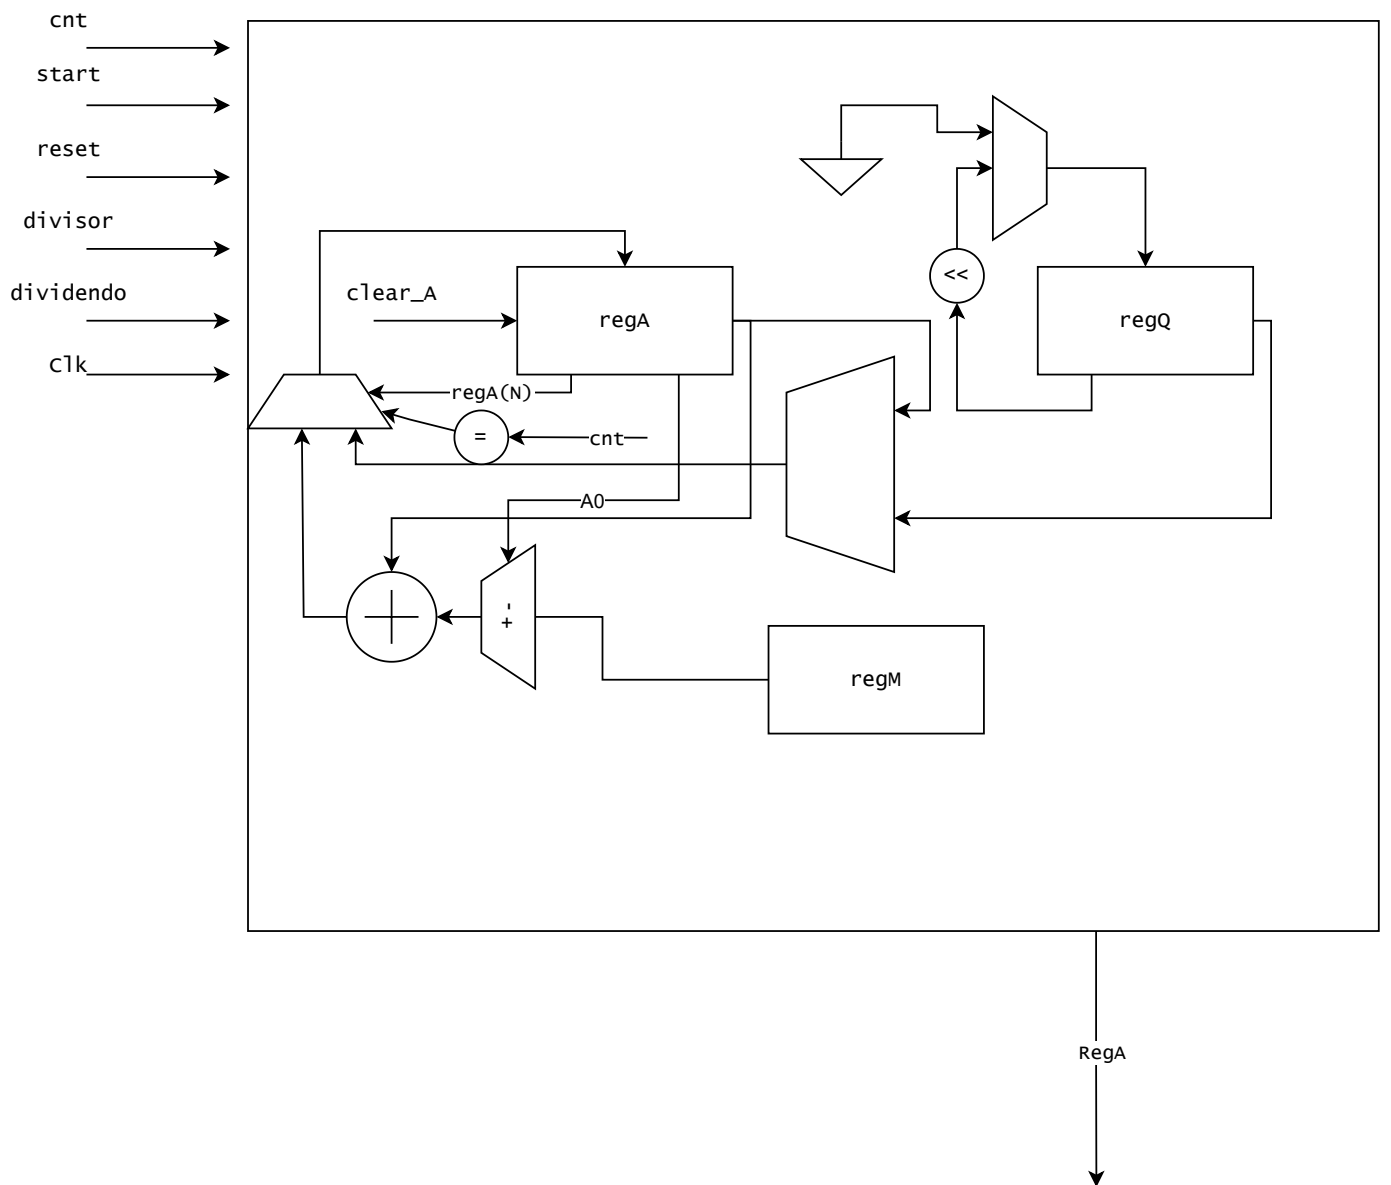 cnt
start
reset
divisor
dividendo
Clk
clear_A
regA
<<
regQ
regA(N)
=
cnt
A0
-
+
regM
RegA